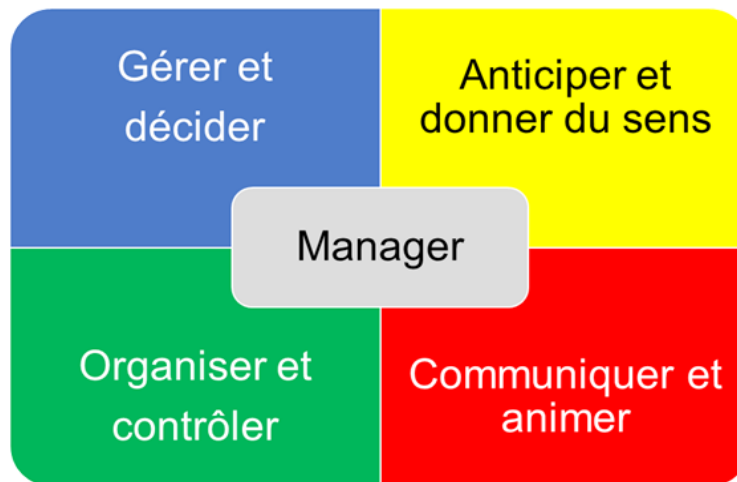 Gérer et
décider
Anticiper et
donner du sens
Manager
Organiser et
contrôler
Communiquer et
animer